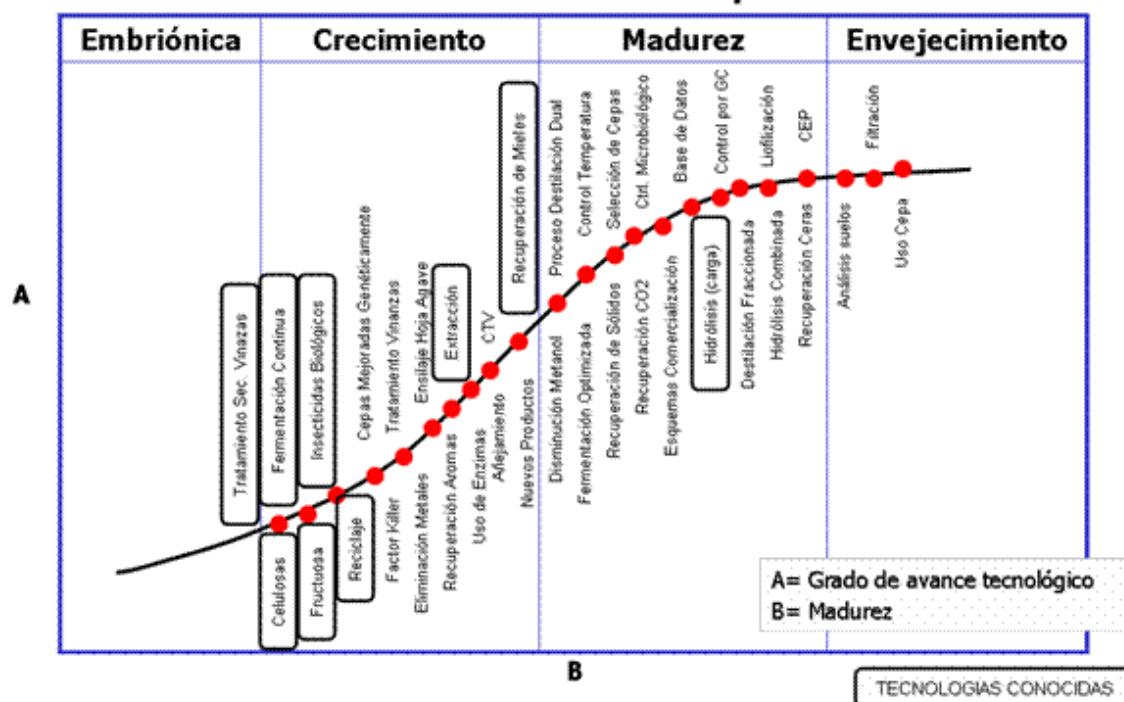 Embriónica
Crecimiento
Madurez
Envejecimiento
A
Tratamiento Sec. Vinazas
Fermentación Continua
Insecticidas Biológicos
Cepas Mejoradas Genéticamente
Tratamiento Vinanzas
Ensilaje Hoja Agave
Extracción
CTV
Recuperación de Mieles
Proceso Destilación Dual
Control Temperatura
Selección de Cepas
Ctrl. Microbiológico
Base de Datos
Control por GC
Liofilización
CEP
Filtración
Celulosas
Fructuosa
Reciclaje
Factor Killer
Eliminación Metales
Recuperación Aromas
Uso de Enzimas
Añejamiento
Nuevos Productos
Disminución Metanol
Fermentación Optimizada
Recuperación de Sólidos
Recuperación CO2
Esquemas Comercialización
Hidrólisis (carga)
Destilación Fraccionada
Hidrólisis Combinada
Recuperación Ceras
Análisis suelos
Uso Cepa
A= Grado de avance tecnológico
B= Madurez
B
TECNOLOGIAS CONOCIDAS